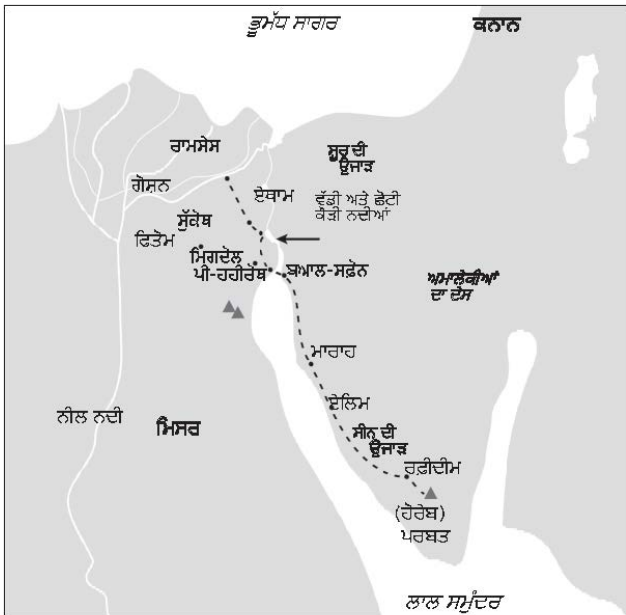 ਭੂਮੱਧ ਸਾਗਰ
ਕਨਾਨ
ਰਾਮਸੇਸ
ਸ਼ੂਰ ਦੀ
ਉਜਾੜ
ਗੋਸ਼ਨ
ਏਥਾਮ
ਵੱਡੀ ਅਤੇ ਛੋਟੀ
ਕੌੜੀ ਨਦੀਆਂ
ਸੁੱਕੋਥ
ਫਿਤੋਮ
ਮਿਗਦੋਲ
ਪੀ-ਹਹੀਰੋਥ
ਬਆਲ-ਸਫ਼ੋਨ
ਅਮਾਲੇਕੀਆਂ
ਦਾ ਦੇਸ
ਮਾਰਾਹ
ਏਲਿਮ
ਨੀਲ ਨਦੀ
ਮਿਸਰ
ਸੀਨ ਦੀ
ਉਜਾੜ
ਰਫ਼ੀਦੀਮ
(ਹੋਰੇਬ)
ਪਰਬਤ
ਲਾਲ ਸਮੁੰਦਰ